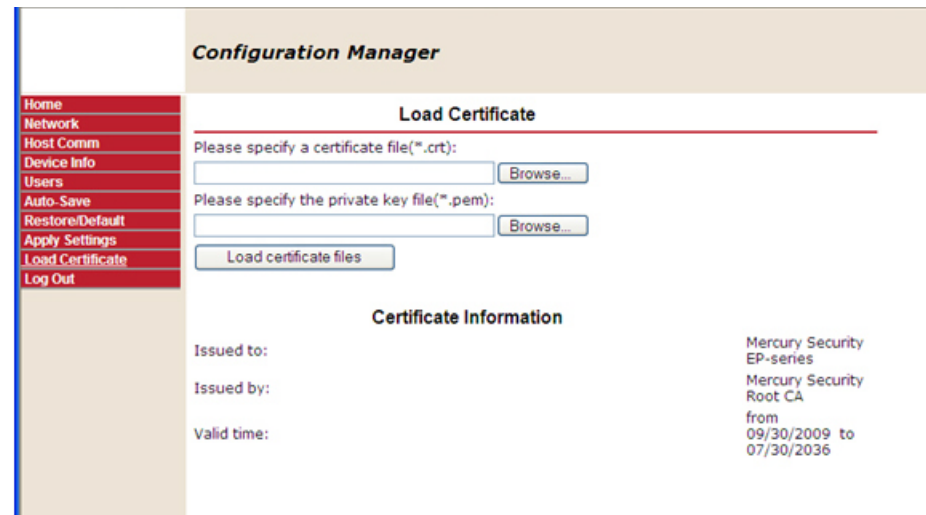 Configuration Manager
Home
Network
Host Comm
Device Info
Users
Auto-Save
Restore/Default
Apply Settings
Load Certificate
Log Out
Load Certificate
Please specify a certificate file(*.crt):
Browse...
Please specify the private key file(*.pem):
Browse...
Load certificate files
Certificate Information
Issued to:
Mercury Security
EP-series
Issued by:
Mercury Security
Root CA
Valid time:
from
09/30/2009 to
07/30/2036